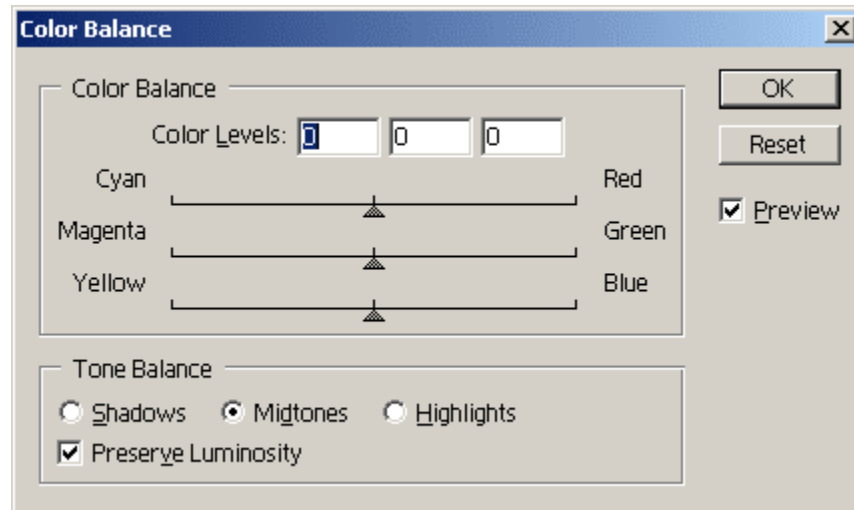 Color Balance
Color Balance
OK
Color Levels: 0 0 0
Reset
Cyan Red
Preview
Magenta Green
Yellow Blue
Tone Balance
Shadows Midtones Highlights
Preserve Luminosity